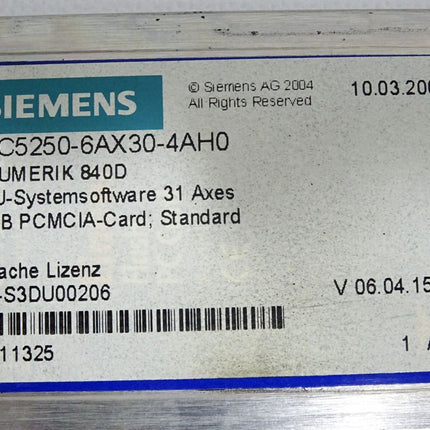 SIEMENS
© Siemens AG 2004
All Rights Reserved
10.03.200
C5250-6AX30-4AH0
UMERIK 840D
U-Systemsoftware 31 Axes
B PCMCIA-Card; Standard
ache Lizenz
-S3DU00206
V 06.04.15
11325
1